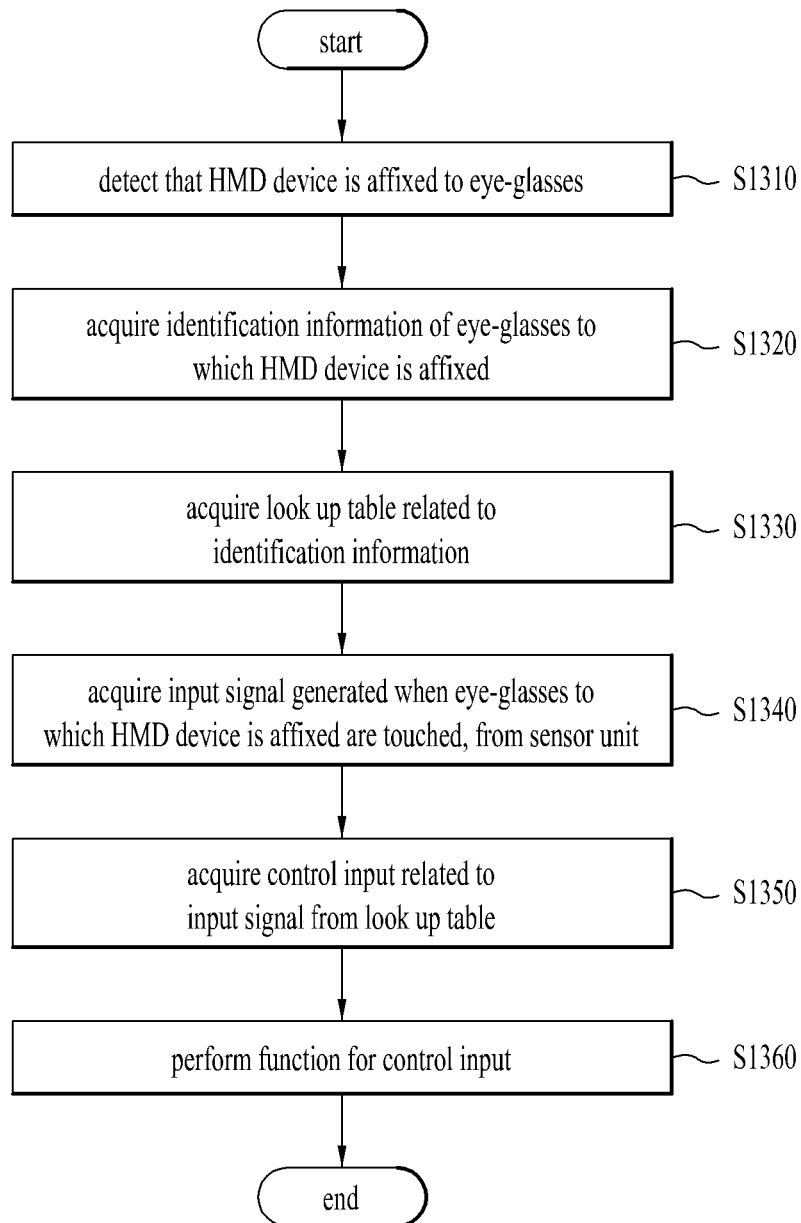 start
detect that HMD device is affixed to eye-glasses
S1310
acquire identification information of eye-glasses to
which HMD device is affixed
S1320
acquire look up table related to
identification information
S1330
acquire input signal generated when eye-glasses to
which HMD device is affixed are touched, from sensor unit
S1340
acquire control input related to
input signal from look up table
S1350
perform function for control input
S1360
end